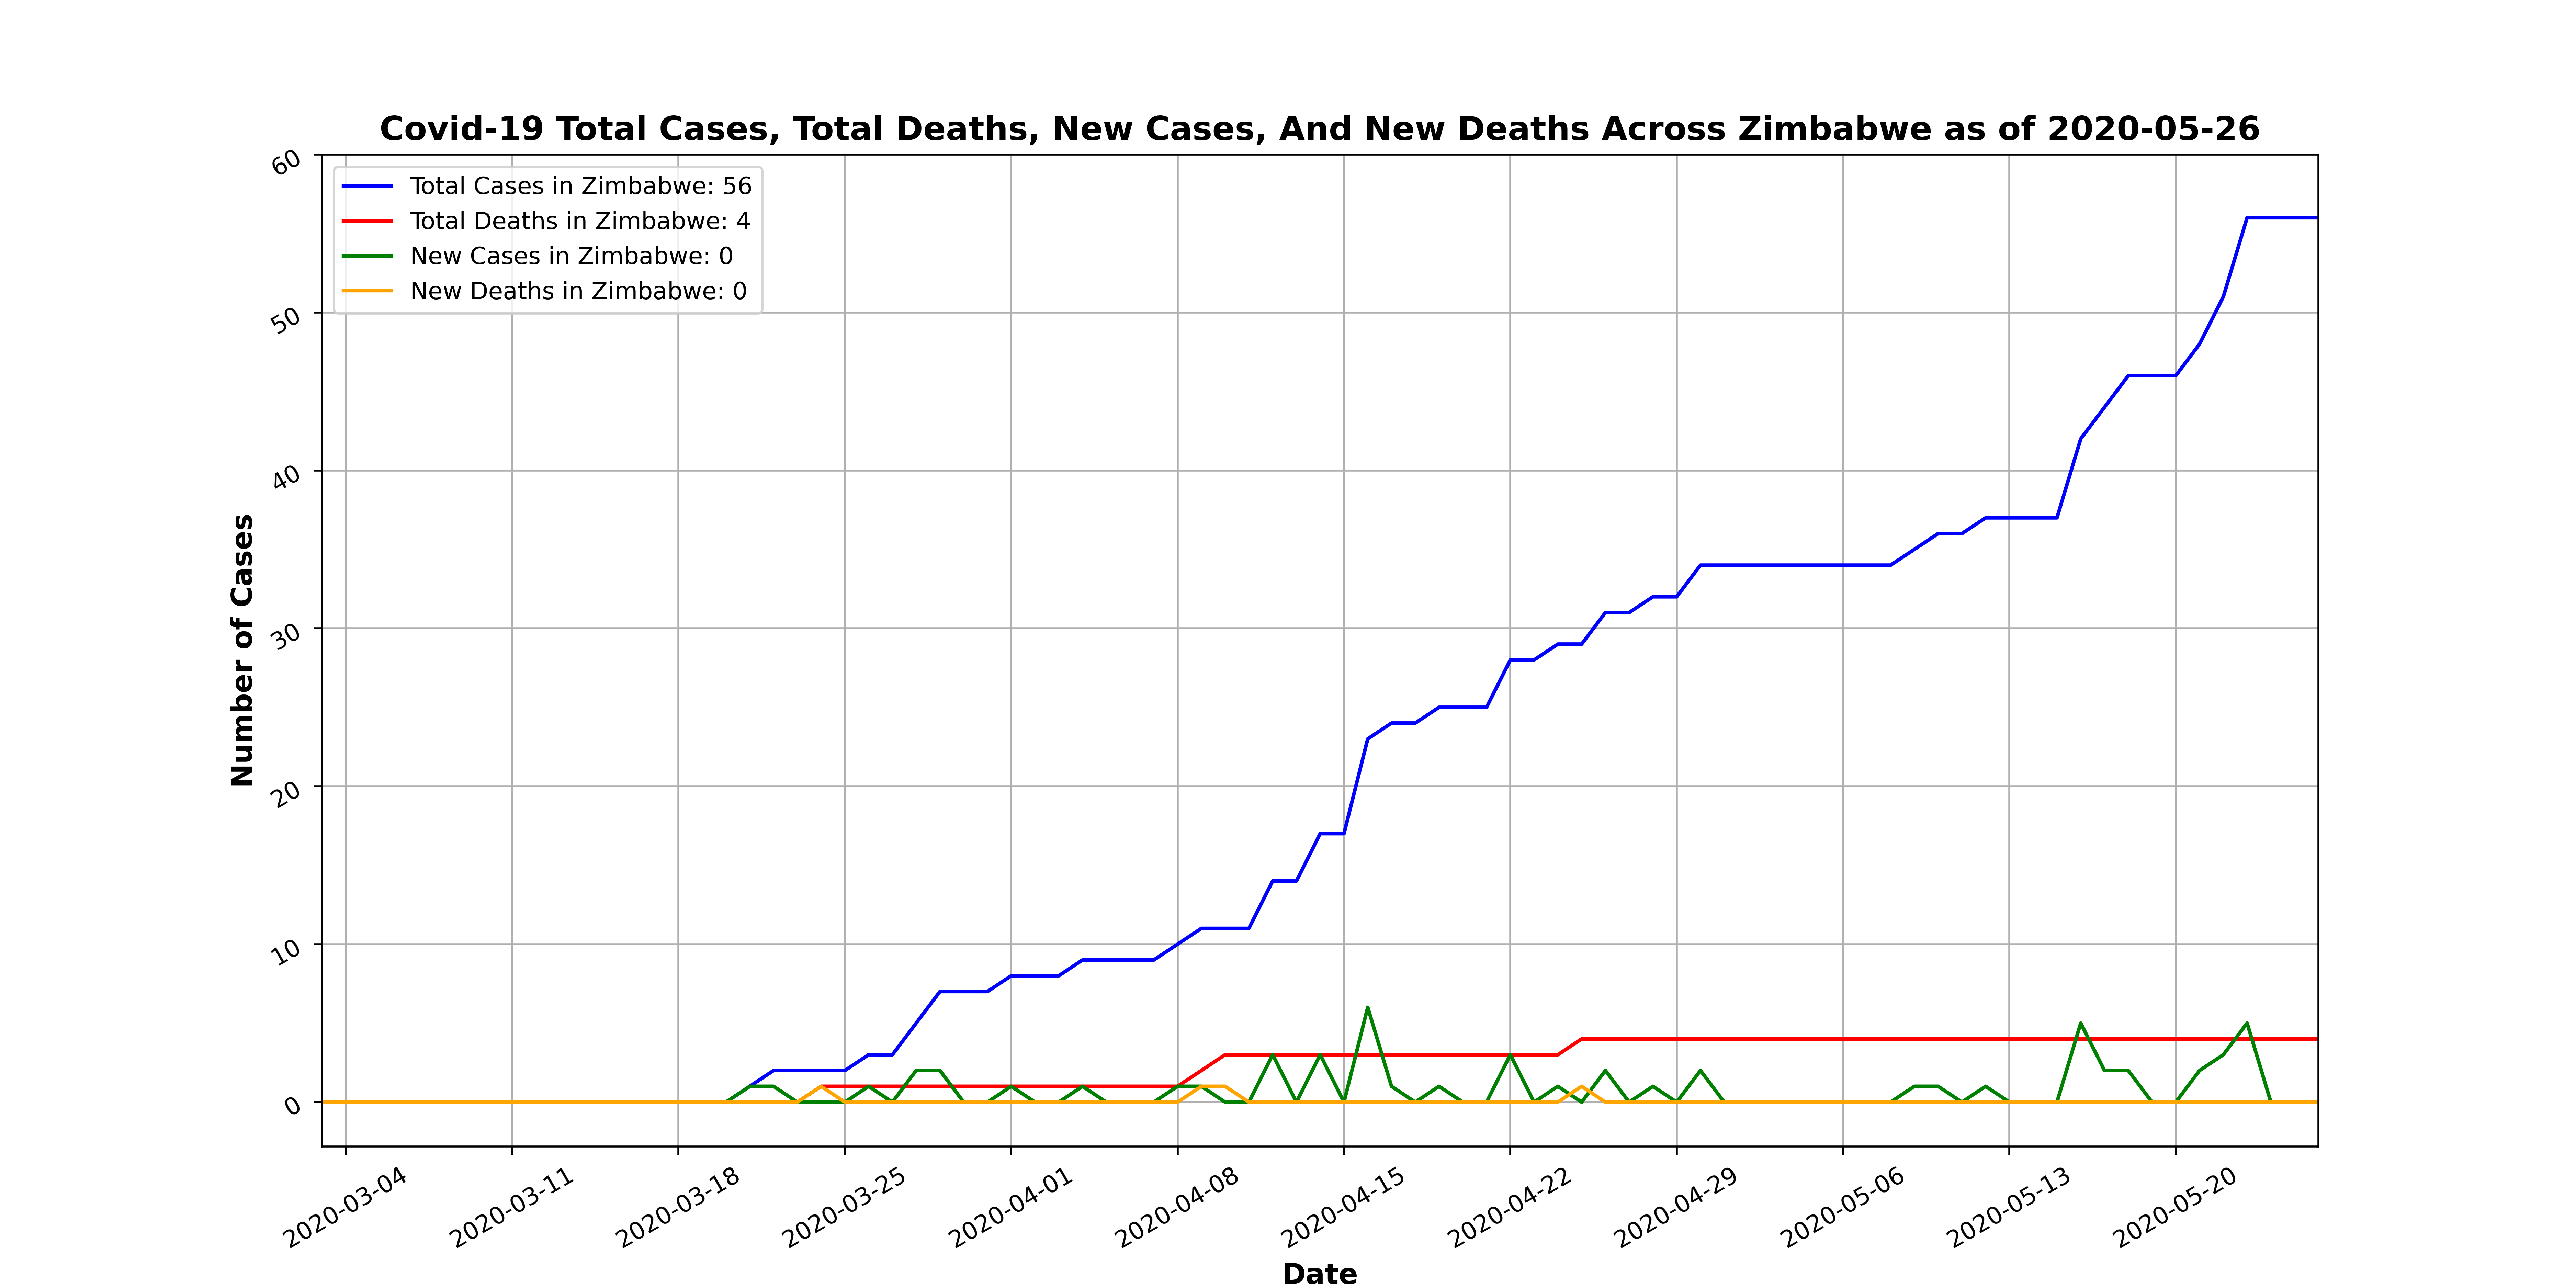 Covid-19 Total Cases, Total Deaths, New Cases, And New Deaths Across Zimbabwe as of 2020-05-26
Total Cases in Zimbabwe: 56
Total Deaths in Zimbabwe: 4
New Cases in Zimbabwe: 0
New Deaths in Zimbabwe: 0
Number of Cases
60
50
40
30
20
10
0
2020-03-04
2020-03-11
2020-03-18
2020-03-25
2020-04-01
2020-04-08
2020-04-15
2020-04-22
2020-04-29
2020-05-06
2020-05-13
2020-05-20
Date